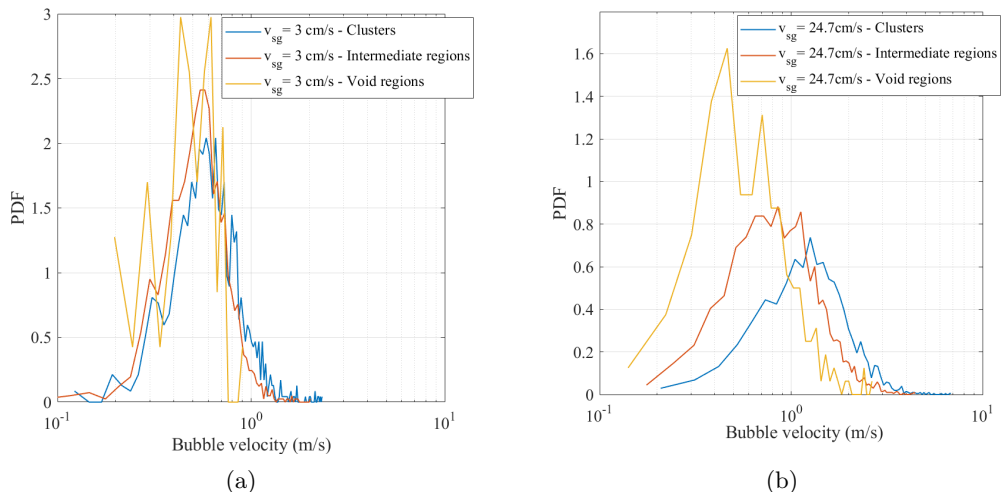 3
2.5
2
1.5
1
0.5
0
PDF
v_sg = 3 cm/s - Clusters
v_sg = 3 cm/s - Intermediate regions
v_sg = 3 cm/s - Void regions
10^-1
10^0
10^1
Bubble velocity (m/s)
(a)
1.6
1.4
1.2
1
0.8
0.6
0.4
0.2
0
PDF
v_sg = 24.7cm/s - Clusters
v_sg = 24.7cm/s - Intermediate regions
v_sg = 24.7cm/s - Void regions
10^-1
10^0
10^1
Bubble velocity (m/s)
(b)